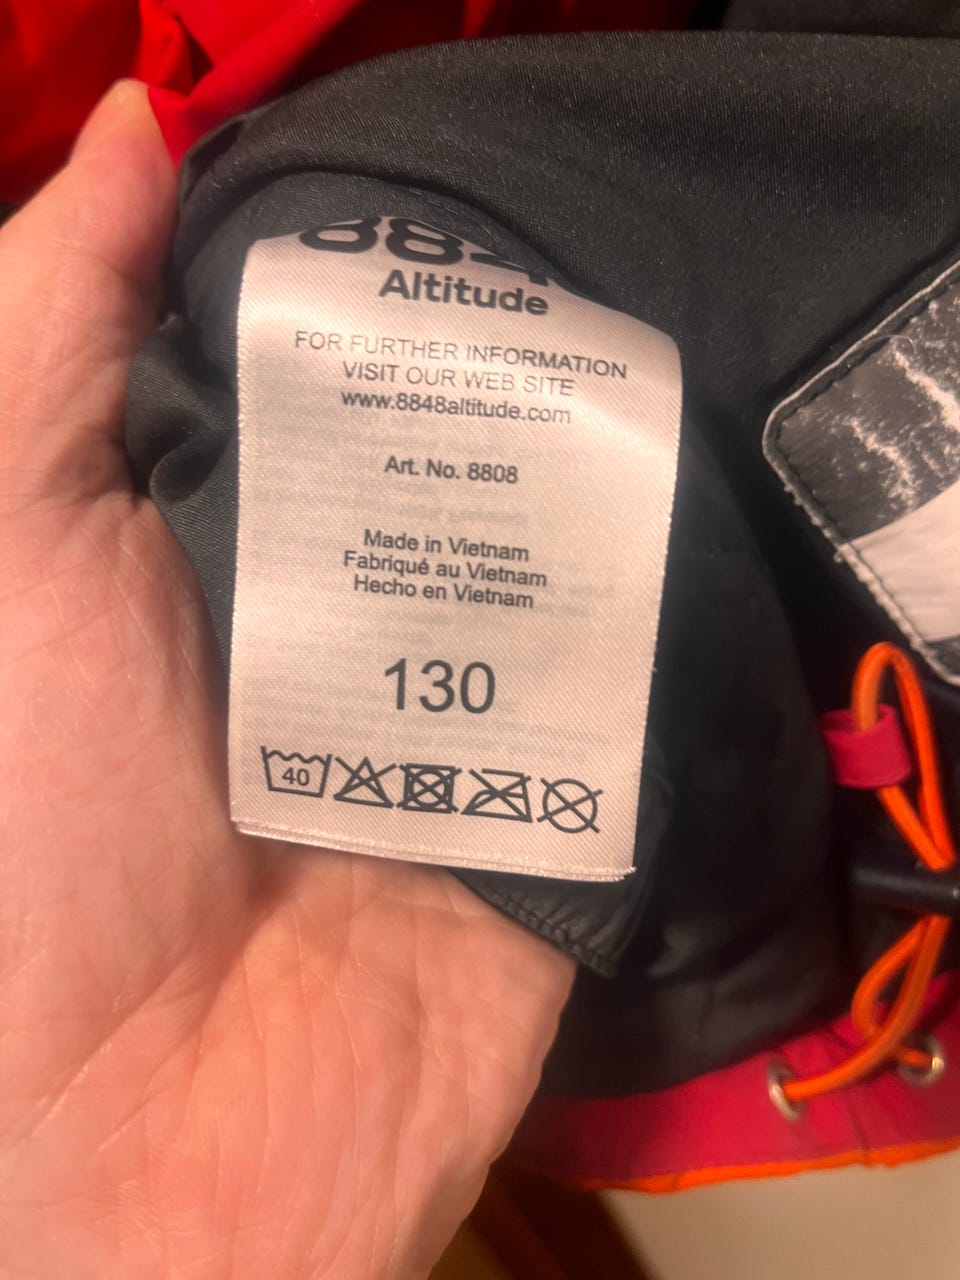 884
Altitude
FOR FURTHER INFORMATION
VISIT OUR WEB SITE
www.8848altitude.com
Art. No. 8808
Made in Vietnam
Fabriqué au Vietnam
Hecho en Vietnam
130
40